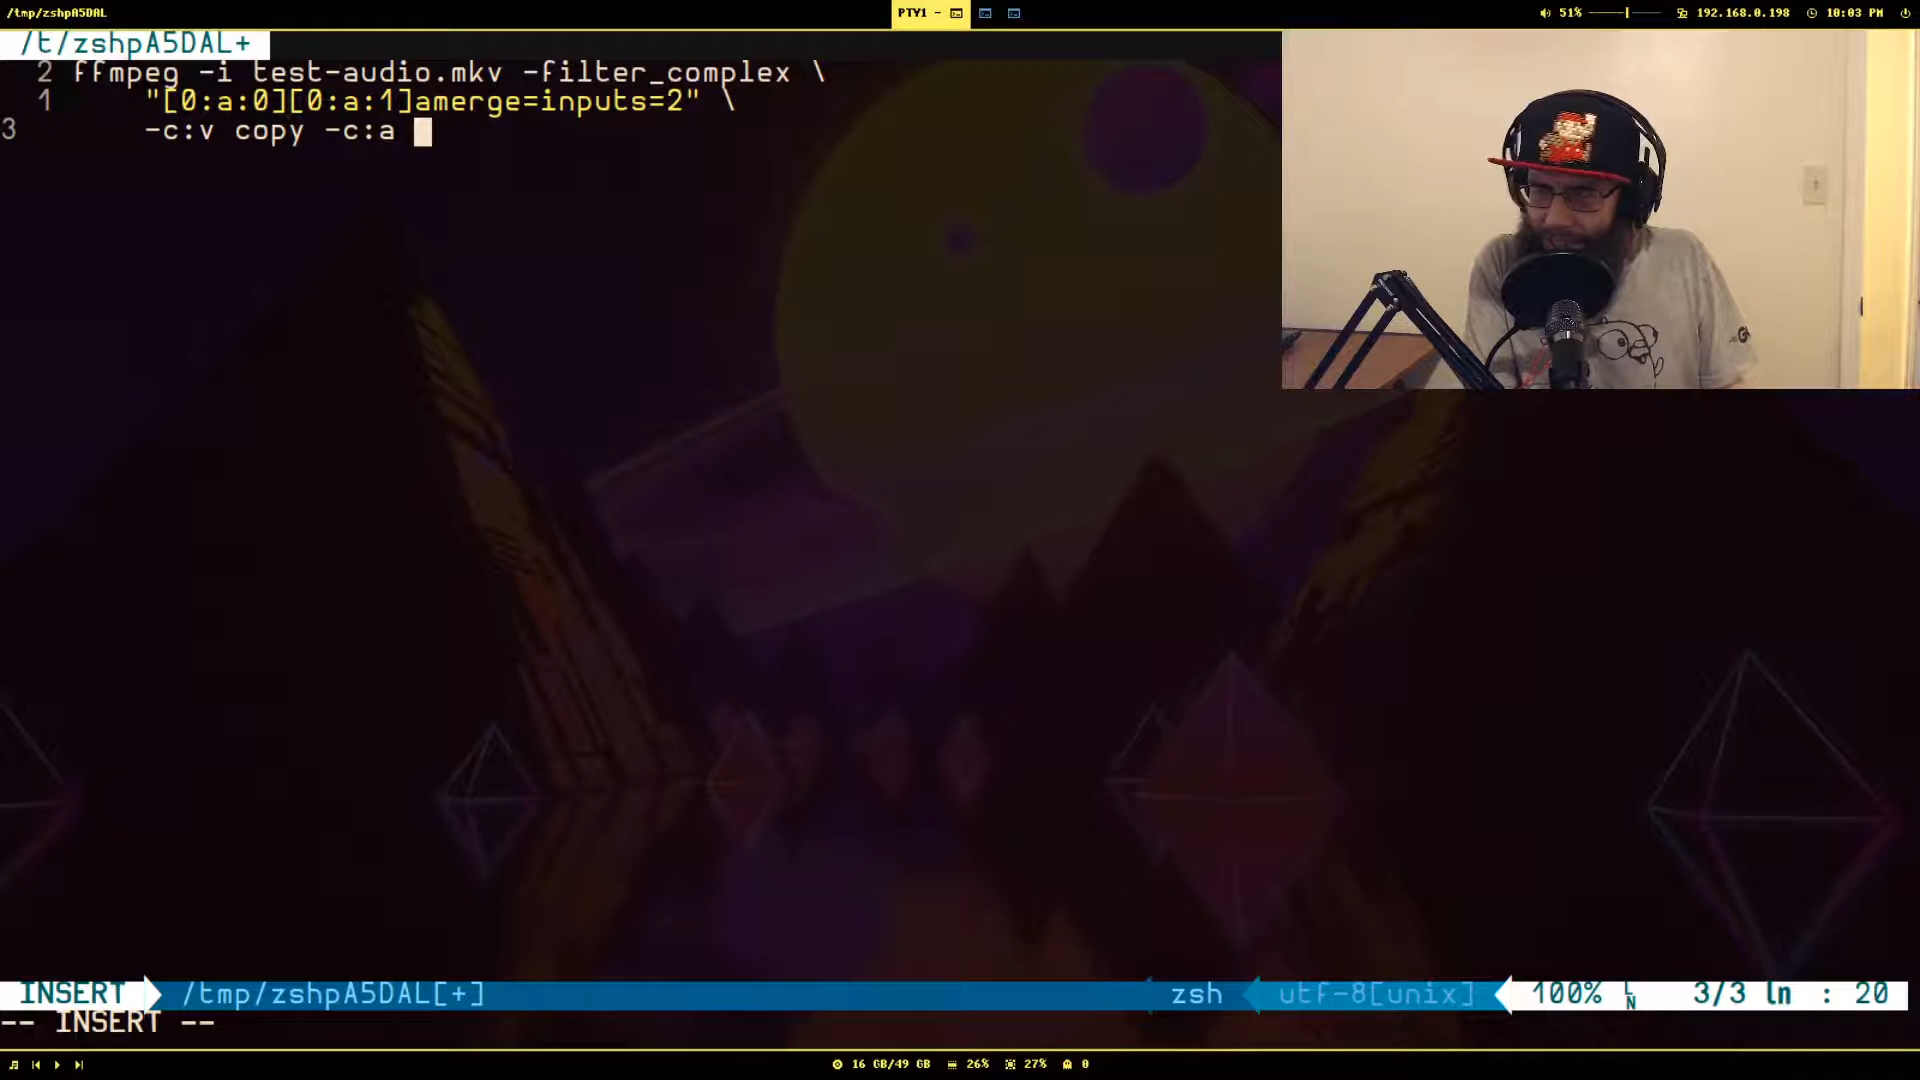 /tmp/zshpA5DAL
PTY1 -
51%
192.168.0.198
10:03 PM
/t/zshpA5DAL+
2 ffmpeg -i test-audio.mkv -filter_complex \
1 "[0:a:0][0:a:1]amerge=inputs=2" \
3 -c:v copy -c:a
INSERT /tmp/zshpA5DAL[+] zsh utf-8[unix] 100% LN 3/3 ln : 20
-- INSERT --
16 GB/49 GB 26% 27% 0